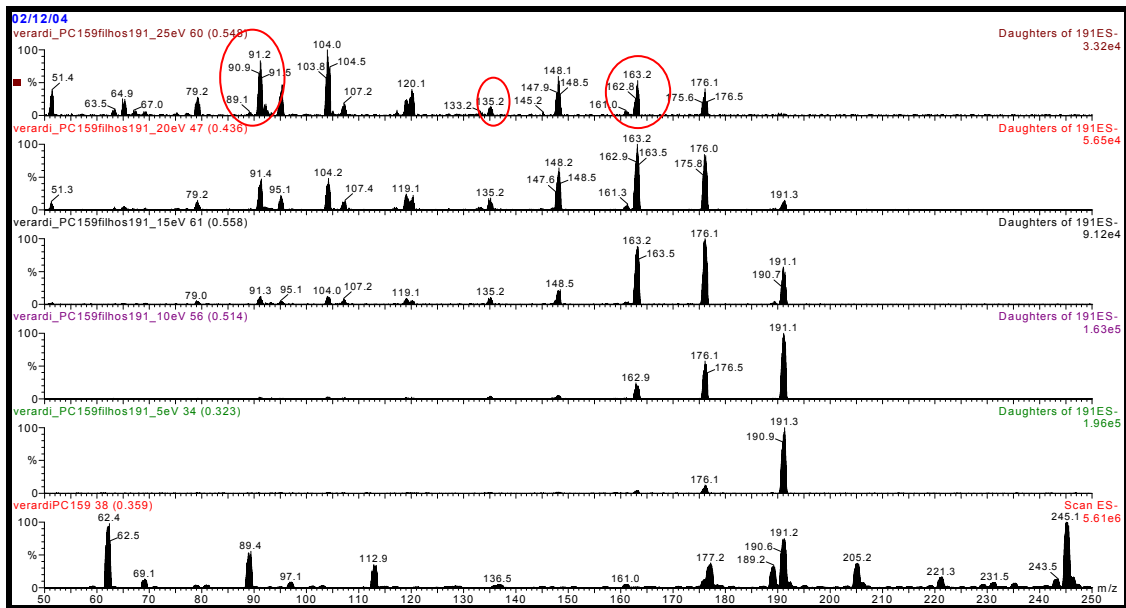 02/12/04
verardi_PC159filhos191_25eV 60 (0.548) Daughters of 191ES-
3.32e4
100
%
51.4 63.5 64.9 67.0 79.2 89.1 90.9 91.2 91.5 103.8 104.0 104.5 107.2 120.1 133.2 135.2 145.2 147.9 148.1 148.5 161.0 162.8 163.2 175.6 176.1 176.5
verardi_PC159filhos191_20eV 47 (0.436) Daughters of 191ES-
5.65e4
100
%
0
51.3 79.2 91.4 95.1 104.2 107.4 119.1 135.2 147.6 148.2 148.5 161.3 162.9 163.2 163.5 175.8 176.0 191.3
verardi_PC159filhos191_15eV 61 (0.558) Daughters of 191ES-
9.12e4
100
%
0
79.0 91.3 95.1 104.0 107.2 119.1 135.2 148.5 163.2 163.5 176.1 190.7 191.1
verardi_PC159filhos191_10eV 56 (0.514) Daughters of 191ES-
1.63e5
100
%
0
162.9 176.1 176.5 191.1
verardi_PC159filhos191_5eV 34 (0.323) Daughters of 191ES-
1.96e5
100
%
0
176.1 190.9 191.3
verardiPC159 38 (0.359) Scan ES-
5.61e6
100
%
0
62.4 62.5 69.1 89.4 97.1 112.9 136.5 161.0 177.2 189.2 190.6 191.2 205.2 221.3 231.5 243.5 245.1
m/z
50 60 70 80 90 100 110 120 130 140 150 160 170 180 190 200 210 220 230 240 250